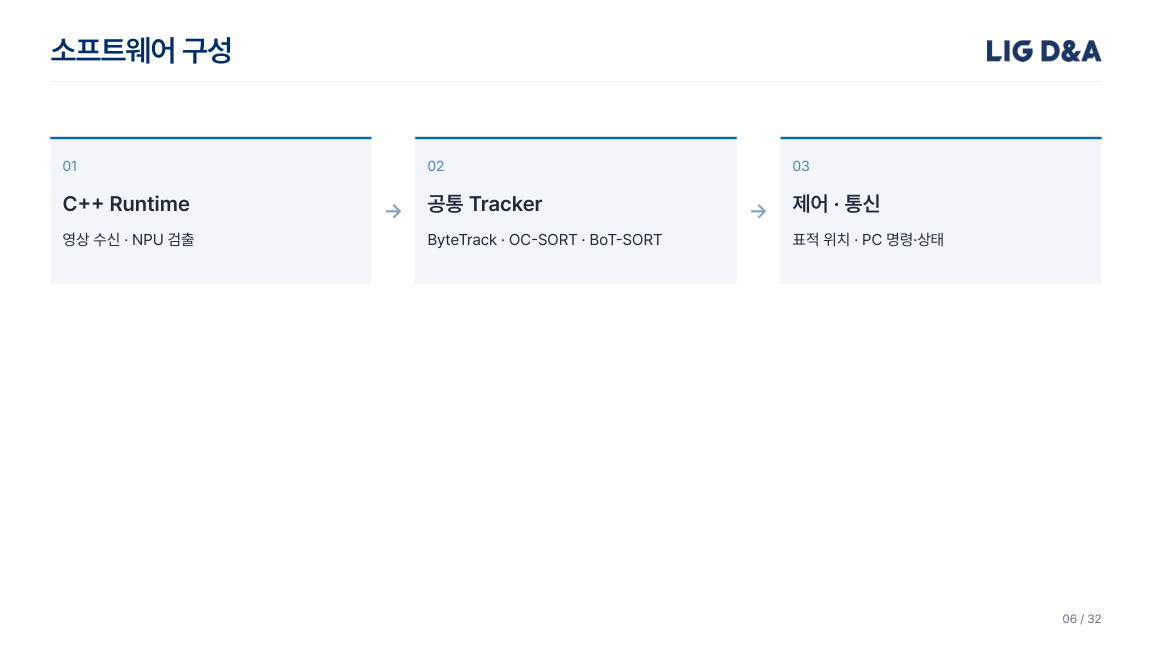 소프트웨어 구성
LIG D&A
01
C++ Runtime
영상 수신 · NPU 검출
→
02
공통 Tracker
ByteTrack · OC-SORT · BoT-SORT
→
03
제어 · 통신
표적 위치 · PC 명령·상태
06 / 32